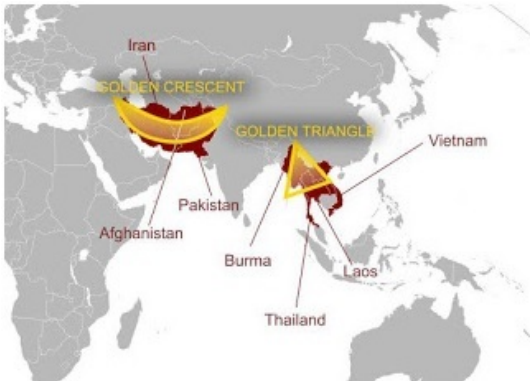 Iran
GOLDEN CRESCENT
GOLDEN TRIANGLE
Vietnam
Pakistan
Afghanistan
Burma
Laos
Thailand